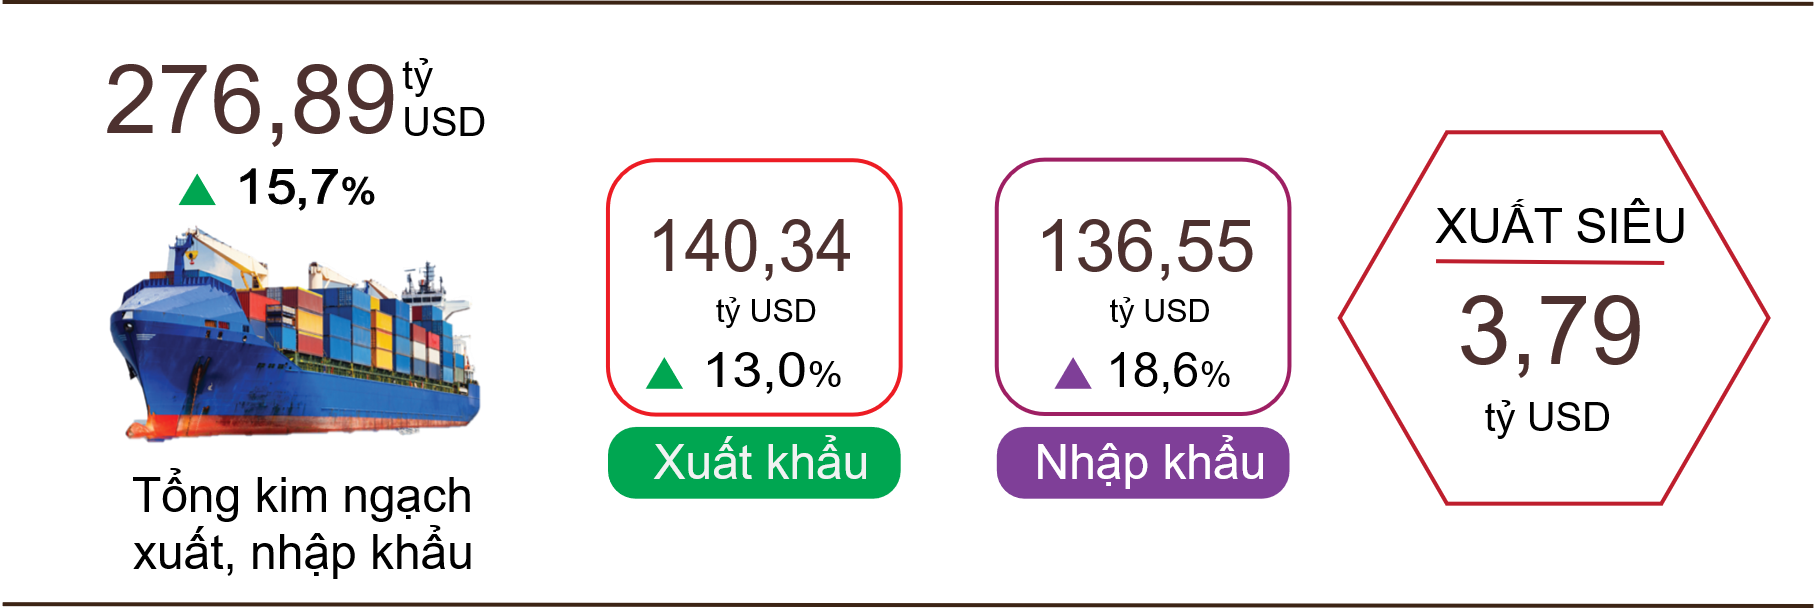 276,89 tỷ
USD
15,7%
Tổng kim ngạch
xuất, nhập khẩu
140,34
tỷ USD
13,0%
Xuất khẩu
136,55
tỷ USD
18,6%
Nhập khẩu
XUẤT SIÊU
3,79
tỷ USD